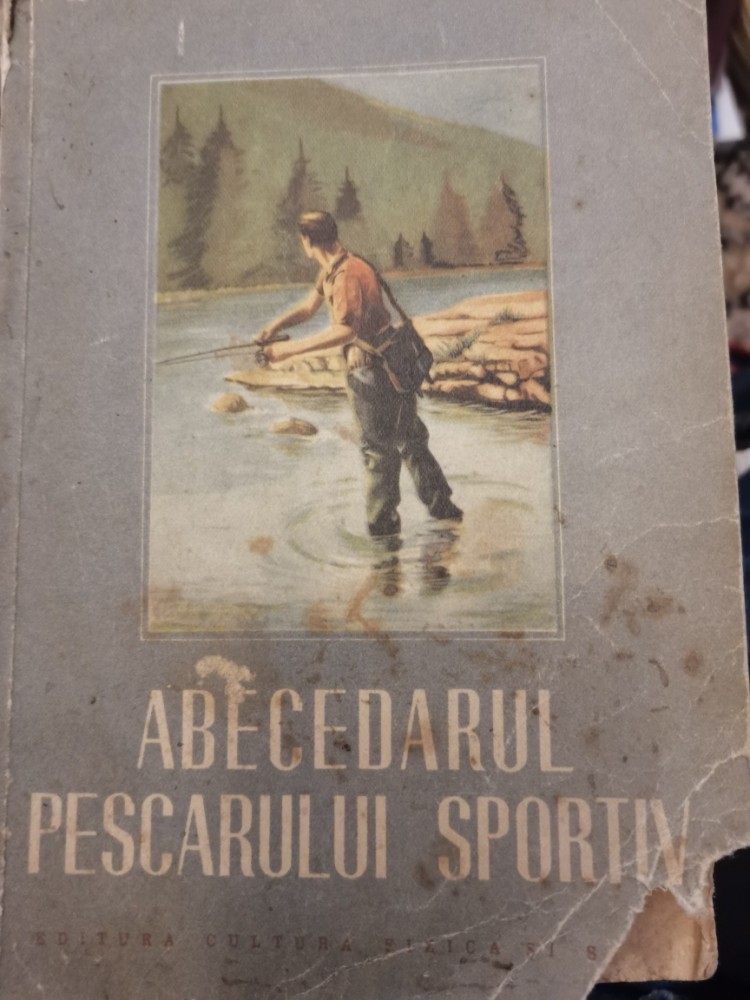 ABECEDARUL
PESCARULUI SPORTIV
EDITURA CULTURA FIZICA SI S